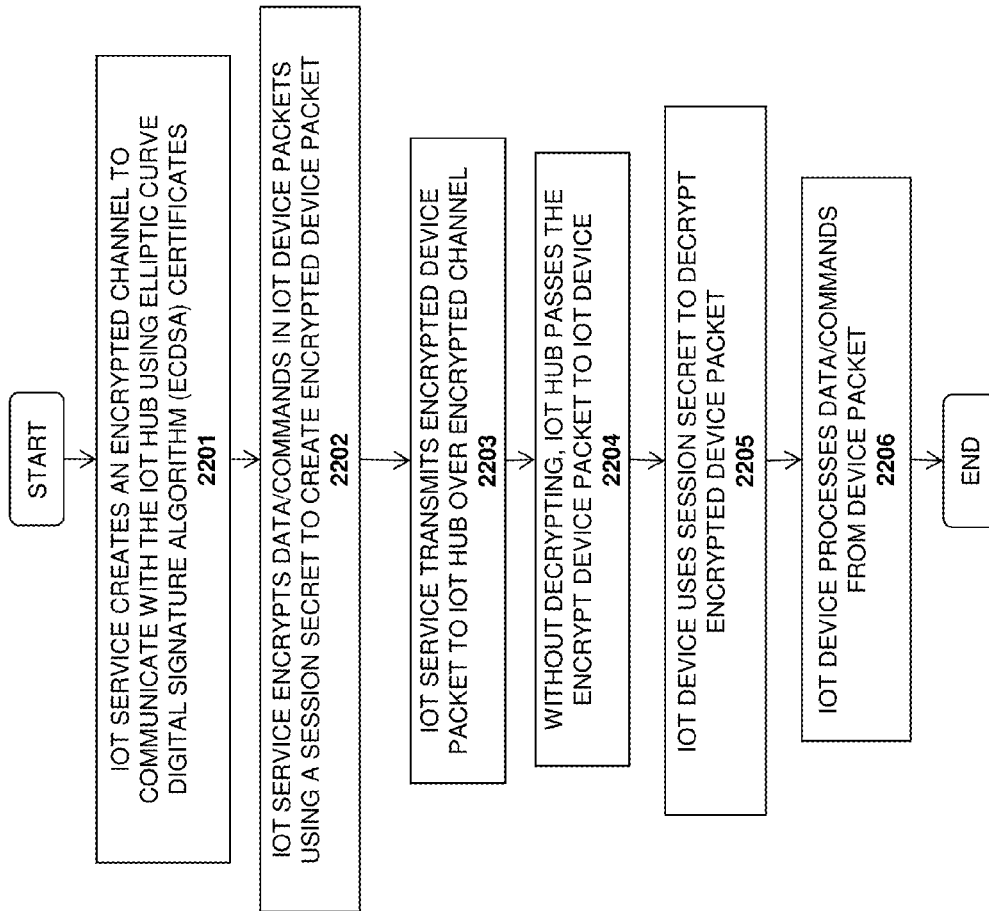 START
IOT SERVICE CREATES AN ENCRYPTED CHANNEL TO
COMMUNICATE WITH THE IOT HUB USING ELLIPTIC CURVE
DIGITAL SIGNATURE ALGORITHM (ECDSA) CERTIFICATES
2201
IOT SERVICE ENCRYPTS DATA/COMMANDS IN IOT DEVICE PACKETS
USING A SESSION SECRET TO CREATE ENCRYPTED DEVICE PACKET
2202
IOT SERVICE TRANSMITS ENCRYPTED DEVICE
PACKET TO IOT HUB OVER ENCRYPTED CHANNEL
2203
WITHOUT DECRYPTING, IOT HUB PASSES THE
ENCRYPT DEVICE PACKET TO IOT DEVICE
2204
IOT DEVICE USES SESSION SECRET TO DECRYPT
ENCRYPTED DEVICE PACKET
2205
IOT DEVICE PROCESSES DATA/COMMANDS
FROM DEVICE PACKET
2206
END